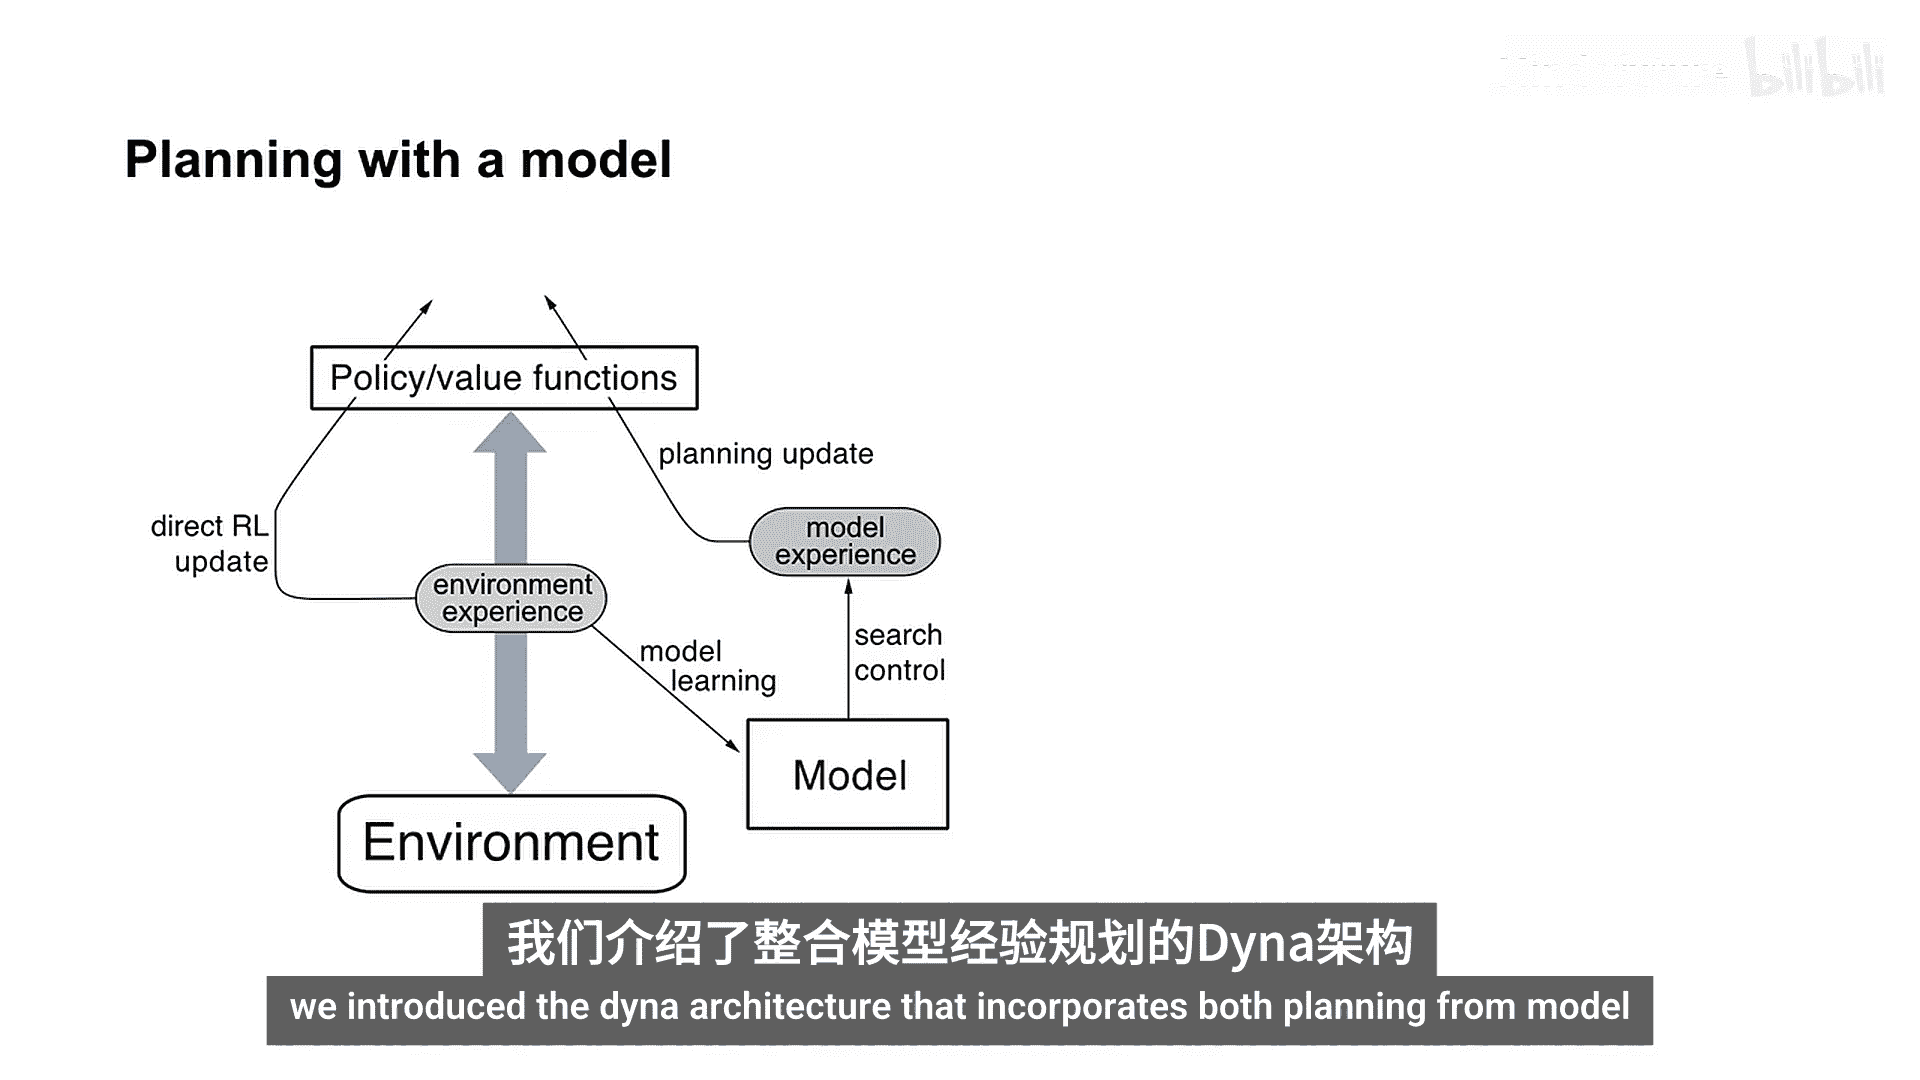 bilibili
Planning with a model
Policy/value functions
planning update
direct RL
update
model
experience
environment
experience
model
learning
search
control
Model
Environment
我们介绍了整合模型经验规划的Dyna架构
we introduced the dyna architecture that incorporates both planning from model